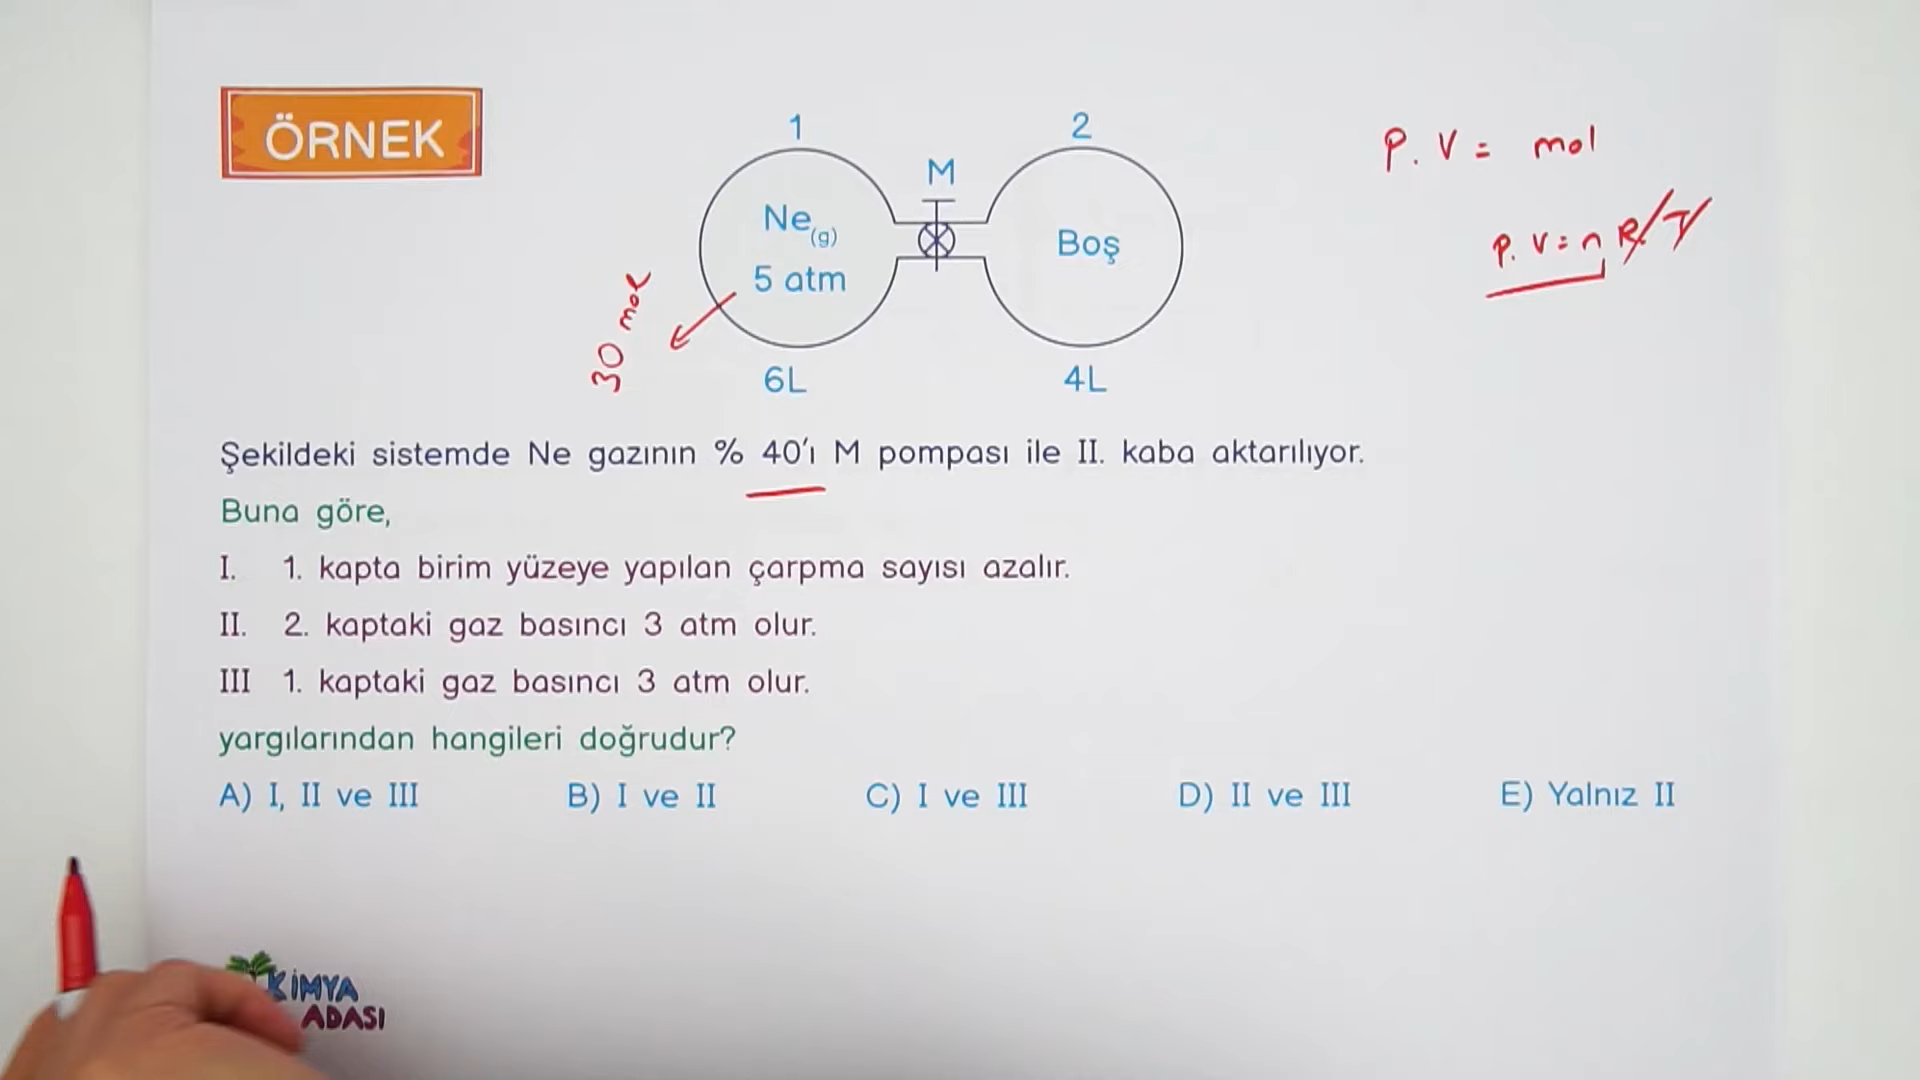 ÖRNEK
1
2
M
Ne(g)
5 atm
Boş
6L
4L
30 mol
P. V = mol
P. V = n R T
Şekildeki sistemde Ne gazının % 40'ı M pompası ile II. kaba aktarılıyor.
Buna göre,
I. 1. kapta birim yüzeye yapılan çarpma sayısı azalır.
II. 2. kaptaki gaz basıncı 3 atm olur.
III 1. kaptaki gaz basıncı 3 atm olur.
yargılarından hangileri doğrudur?
A) I, II ve III B) I ve II C) I ve III D) II ve III E) Yalnız II
KİMYA
ADASI